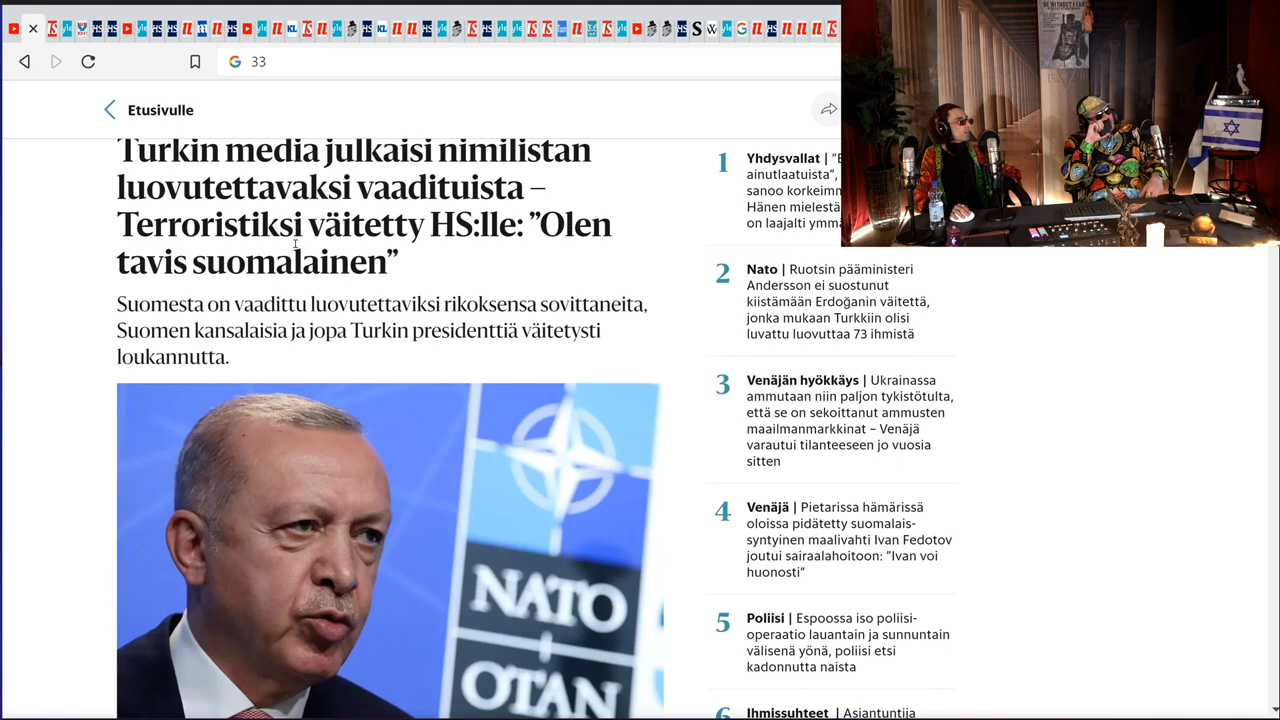 33
Etusivulle
Turkin media julkaisi nimilistan
luovutettavaksi vaadituista –
Terroristiksi väitetty HS:lle: ”Olen
tavis suomalainen”
Suomesta on vaadittu luovutettaviksi rikoksensa sovittaneita,
Suomen kansalaisia ja jopa Turkin presidenttiä väitetysti
loukannutta.
NATO
OTAN
1
Yhdysvallat |
ainutlaatuista”,
sanoo
Hänen mielestä
on laajalti
2
Nato | Ruotsin pääministeri
Andersson ei suostunut
kiistämään Erdoğanin väitettä,
jonka mukaan Turkkiin olisi
luvattu luovuttaa 73 ihmistä
3
Venäjän hyökkäys | Ukrainassa
ammutaan niin paljon tykistötulta,
että se on sekoittanut ammusten
maailmanmarkkinat – Venäjä
varautui tilanteeseen jo vuosia
sitten
4
Venäjä | Pietarissa hämärissä
oloissa pidätetty suomalais-
syntyinen maalivahti Ivan Fedotov
joutui sairaalahoitoon: ”Ivan voi
huonosti”
5
Poliisi | Espoossa iso poliisi-
operaatio lauantain ja sunnuntain
välisenä yönä, poliisi etsi
kadonnutta naista
6
Ihmissuhteet | Asiantuntija
BE WITHOUT FEAR